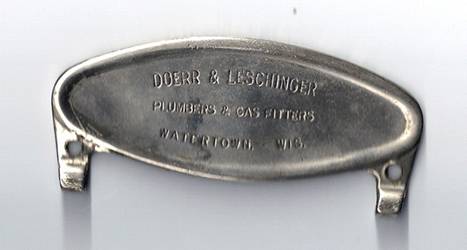 DOERR & LESCHINGER
PLUMBERS & GAS FITTERS
WATERTOWN, WIS.